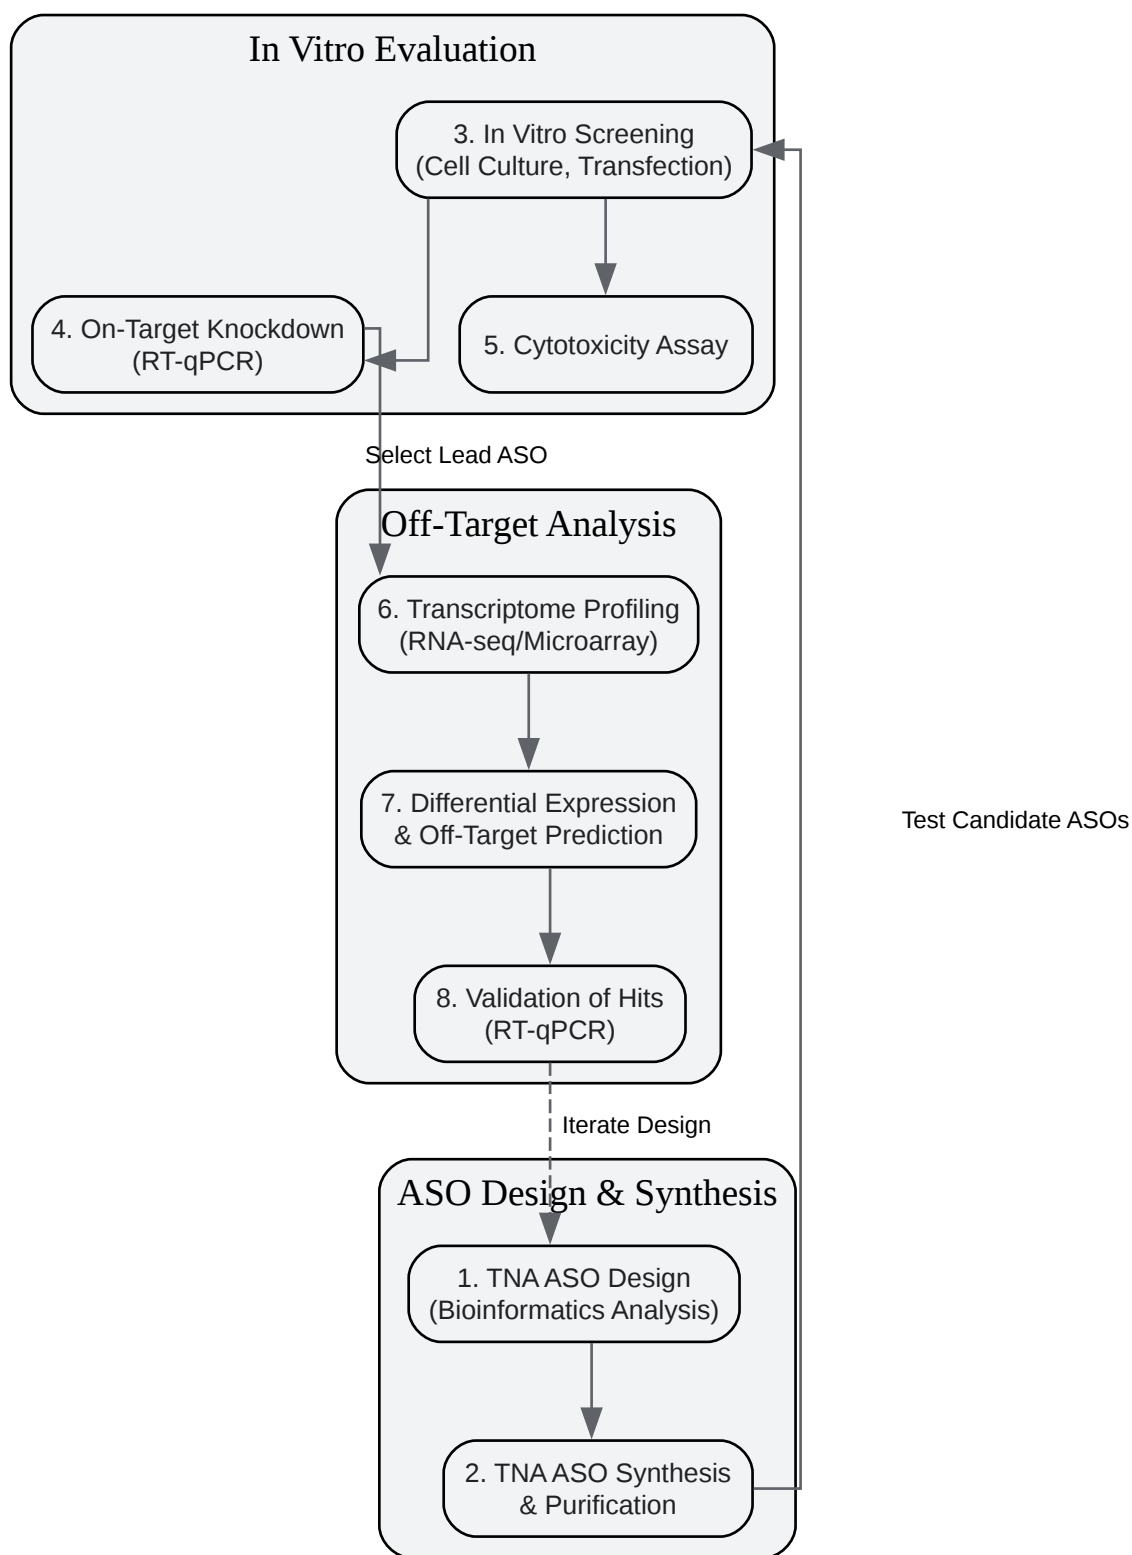 In Vitro Evaluation
3. In Vitro Screening
(Cell Culture, Transfection)
4. On-Target Knockdown
(RT-qPCR)
5. Cytotoxicity Assay
Select Lead ASO
Off-Target Analysis
6. Transcriptome Profiling
(RNA-seq/Microarray)
7. Differential Expression
& Off-Target Prediction
Test Candidate ASOs
8. Validation of Hits
(RT-qPCR)
Iterate Design
ASO Design & Synthesis
1. TNA ASO Design
(Bioinformatics Analysis)
2. TNA ASO Synthesis
& Purification